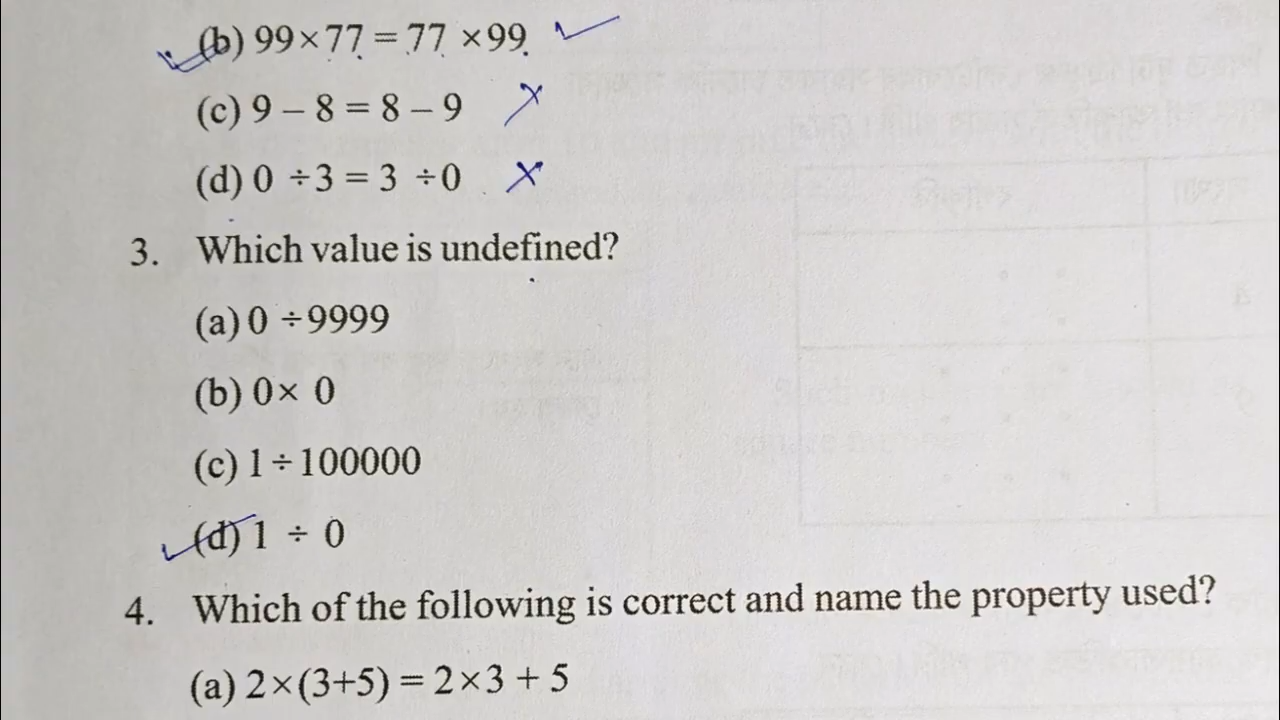 (b) 99×77 = 77 ×99
(c) 9 – 8 = 8 – 9
(d) 0 ÷3 = 3 ÷0
3. Which value is undefined?
(a) 0 ÷9999
(b) 0× 0
(c) 1÷100000
(d) 1 ÷ 0
4. Which of the following is correct and name the property used?
(a) 2×(3+5) = 2×3 + 5